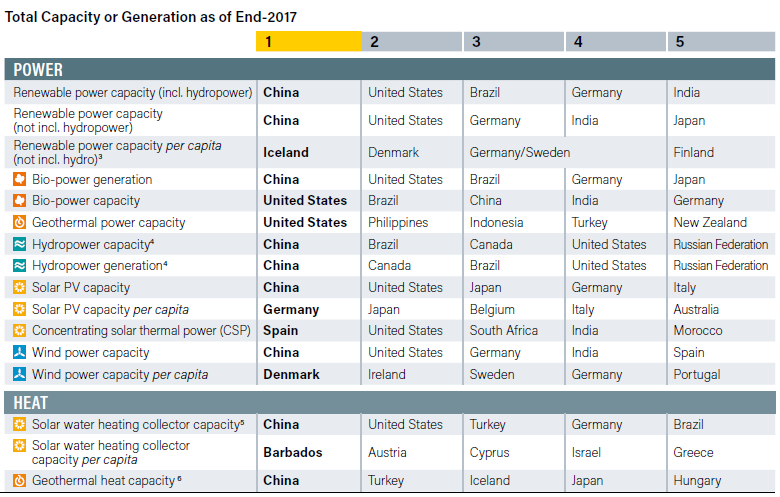 Total Capacity or Generation as of End-2017
1 2 3 4 5
POWER
Renewable power capacity (incl. hydropower) China United States Brazil Germany India
Renewable power capacity
(not incl. hydropower) China United States Germany India Japan
Renewable power capacity per capita
(not incl. hydro)³ Iceland Denmark Germany/Sweden Finland
Bio-power generation China United States Brazil Germany Japan
Bio-power capacity United States Brazil China India Germany
Geothermal power capacity United States Philippines Indonesia Turkey New Zealand
Hydropower capacity⁴ China Brazil Canada United States Russian Federation
Hydropower generation⁴ China Canada Brazil United States Russian Federation
Solar PV capacity China United States Japan Germany Italy
Solar PV capacity per capita Germany Japan Belgium Italy Australia
Concentrating solar thermal power (CSP) Spain United States South Africa India Morocco
Wind power capacity China United States Germany India Spain
Wind power capacity per capita Denmark Ireland Sweden Germany Portugal
HEAT
Solar water heating collector capacity⁵ China United States Turkey Germany Brazil
Solar water heating collector
capacity per capita Barbados Austria Cyprus Israel Greece
Geothermal heat capacity⁶ China Turkey Iceland Japan Hungary